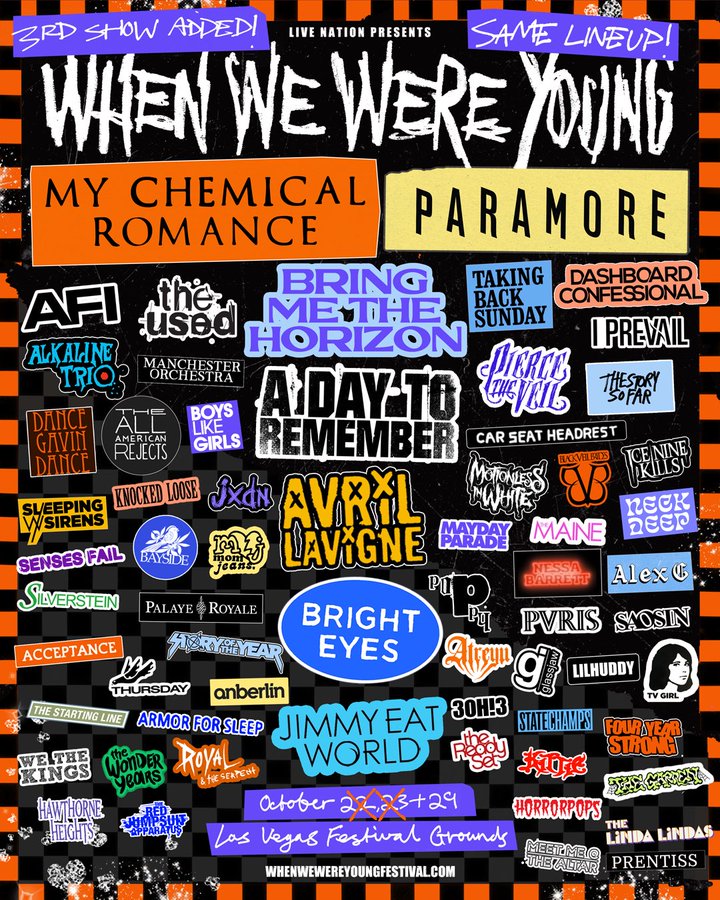 3RD SHOW ADDED!
LIVE NATION PRESENTS
SAME LINEUP!
WHEN WE WERE YOUNG
MY CHEMICAL
ROMANCE
PARAMORE
AFI
the
used
BRING
ME THE
HORIZON
TAKING
BACK
SUNDAY
DASHBOARD
CONFESSIONAL
I PREVAIL
ALKALINE
TRIO
MANCHESTER
ORCHESTRA
A DAY TO
REMEMBER
PIERCE
THE VEIL
THE STORY
SO FAR
DANCE
GAVIN
DANCE
THE
ALL
AMERICAN
REJECTS
BOYS
LIKE
GIRLS
CAR SEAT HEADREST
MOTIONLESS
IN WHITE
BLACK VEIL BRIDES
ICE NINE
KILLS
SLEEPING
W/ SIRENS
KNOCKED LOOSE
jxdn
AVRIL
LAVIGNE
NECK
DEEP
MAYDAY
PARADE
MAINE
SENSES FAIL
BAYSIDE
mom
jeans.
NESSA
BARRETT
Alex G
SILVERSTEIN
PALAYE ROYALE
BRIGHT
EYES
PO
P
PY
PVRIS
SAOSIN
ACCEPTANCE
STORY
OF THE YEAR
Atreyu
gj
glassjaw
LILHUDDY
TV GIRL
THURSDAY
anberlin
THE STARTING LINE
ARMOR FOR SLEEP
JIMMY EAT
WORLD
3OH!3
STATE CHAMPS
FOUR YEAR
STRONG
WE THE
KINGS
the
Wonder
years
ROYAL
& THE SERPENT
the
Ready
Set
KITTIE
THE GARDEN
HAWTHORNE
HEIGHTS
THE
RED
JUMPSUIT
APPARATUS
October 22, 23 + 29
Las Vegas Festival Grounds
HORRORPOPS
THE
LiNDA LiNDAS
MEET ME @
THE ALTAR
PRENTISS
WHENWEWEREYOUNGFESTIVAL.COM